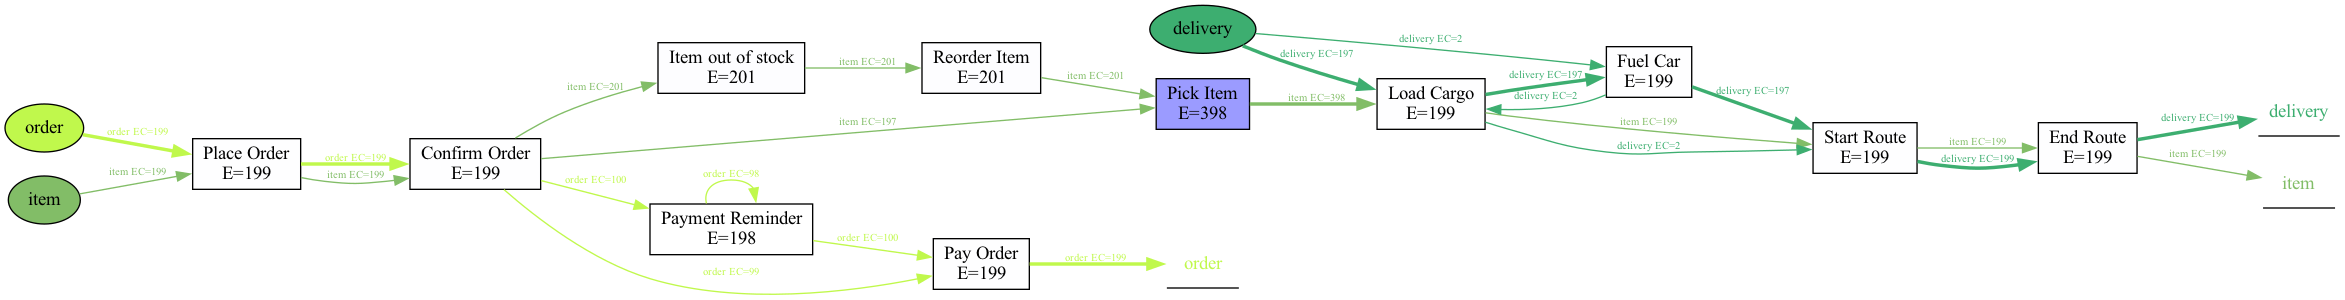 order
item
order EC=199
item EC=199
Place Order
E=199
order EC=199
item EC=199
Confirm Order
E=199
item EC=201
item EC=197
order EC=100
order EC=99
Item out of stock
E=201
item EC=201
Reorder Item
E=201
item EC=201
order EC=98
Payment Reminder
E=198
order EC=100
Pay Order
E=199
order EC=199
order
delivery
delivery EC=2
delivery EC=197
Pick Item
E=398
item EC=398
Load Cargo
E=199
delivery EC=197
delivery EC=2
item EC=199
delivery EC=2
Fuel Car
E=199
delivery EC=197
Start Route
E=199
item EC=199
delivery EC=199
End Route
E=199
delivery EC=199
item EC=199
delivery
item